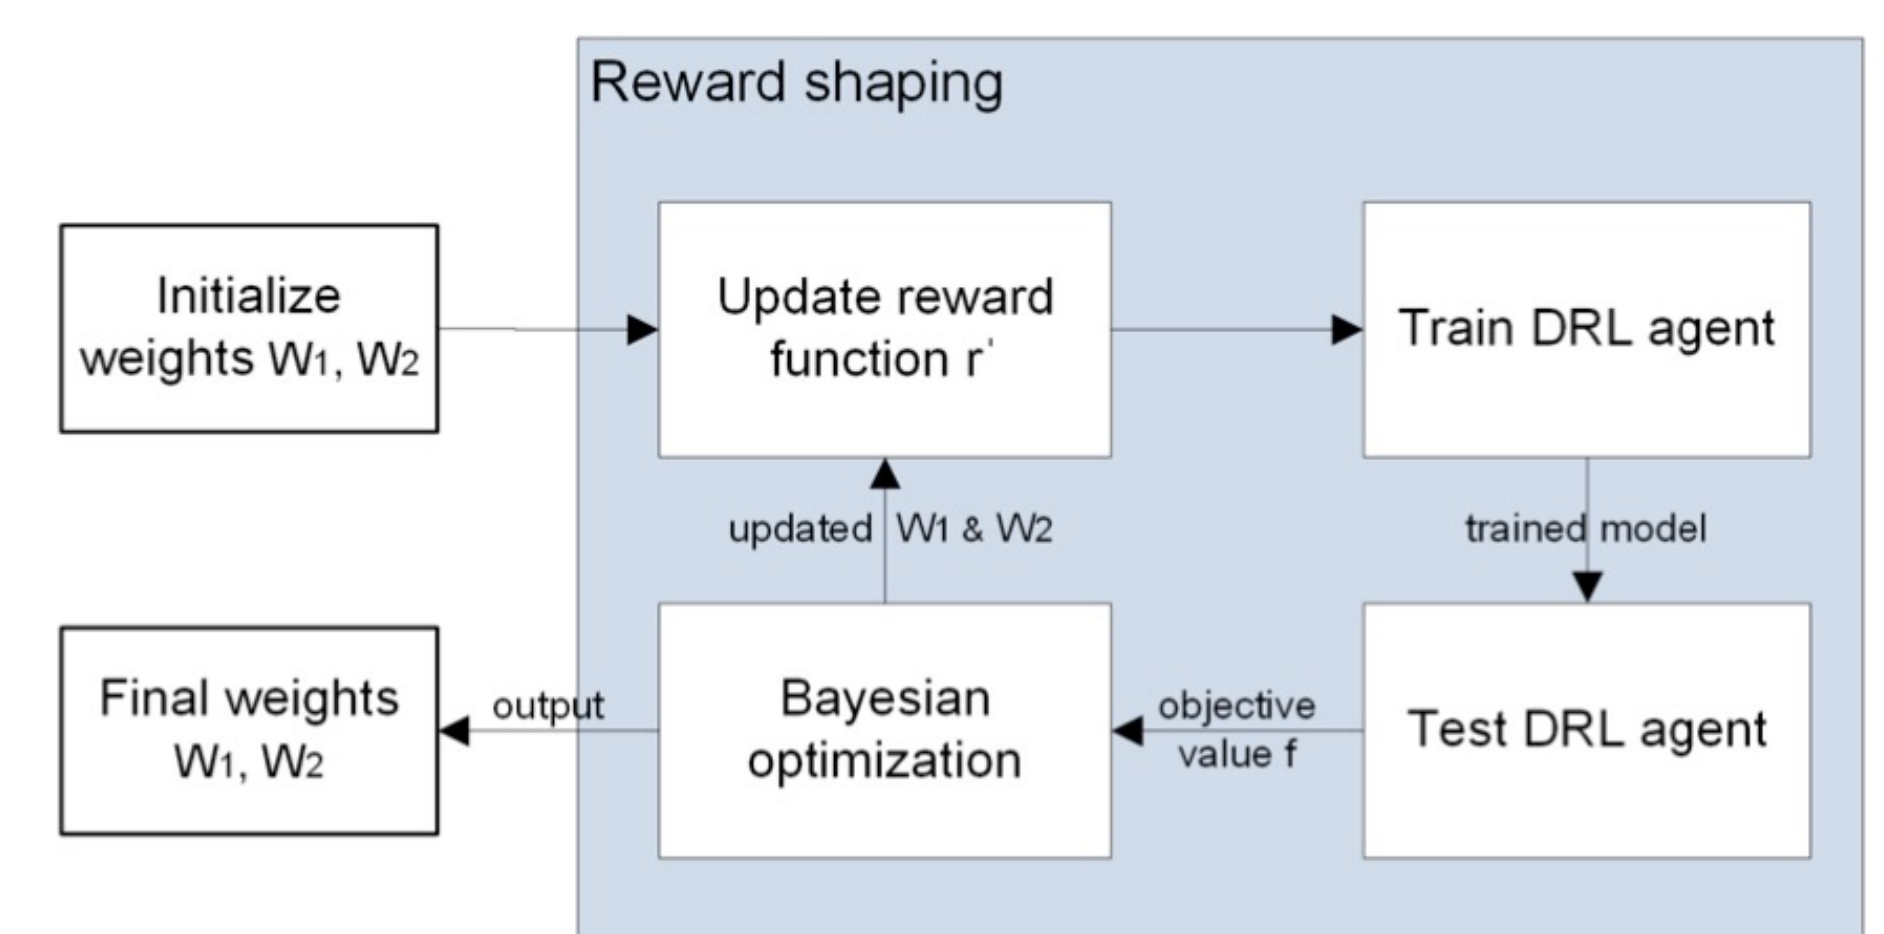 Reward shaping
Initialize
weights W1, W2
Update reward
function r'
Train DRL agent
updated W1 & W2
trained model
Final weights
W1, W2
output
Bayesian
optimization
objective
value f
Test DRL agent